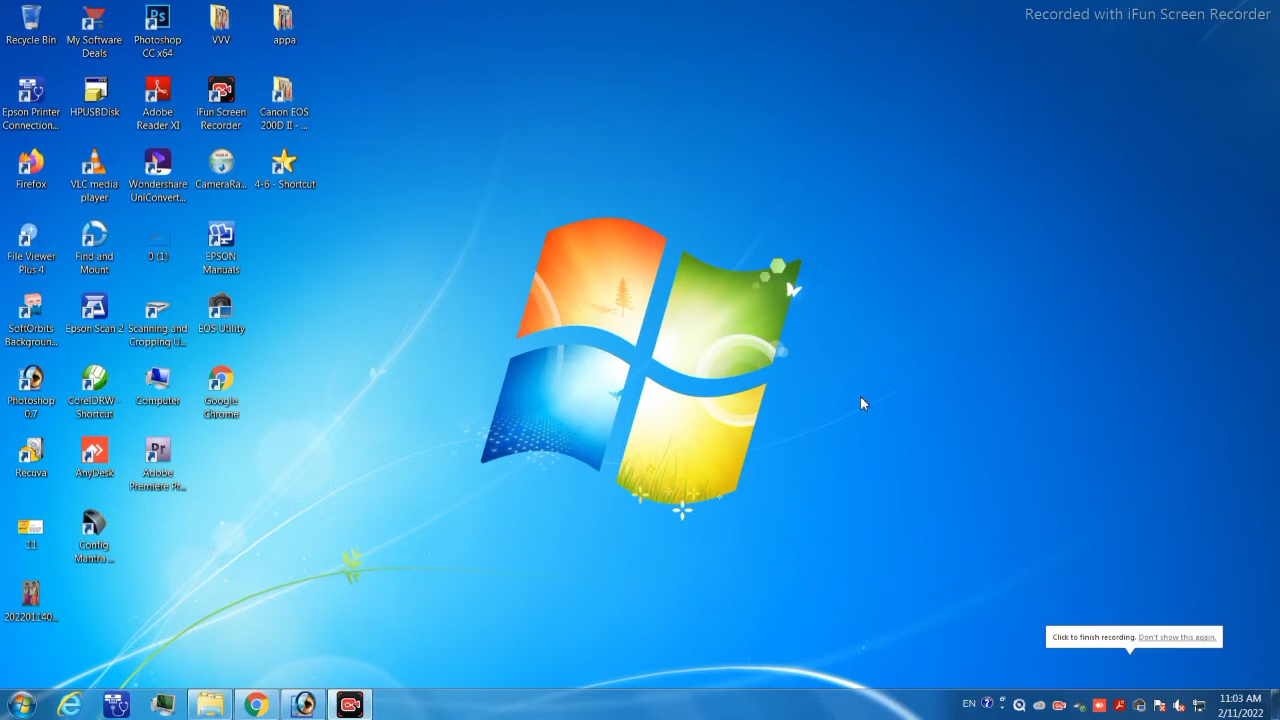 Recorded with iFun Screen Recorder
Recycle Bin
My Software
Deals
Photoshop
CC x64
VVV
appa
Epson Printer
Connection...
HPUSBDisk
Adobe
Reader XI
iFun Screen
Recorder
Canon EOS
200D II - ...
Firefox
VLC media
player
Wondershare
UniConvert...
CameraRa...
4-6 - Shortcut
File Viewer
Plus 4
Find and
Mount
0 (1)
EPSON
Manuals
SoftOrbits
Backgroun...
Epson Scan 2
Scanning and
Cropping U...
EOS Utility
Photoshop
0.7
CorelDRW -
Shortcut
Computer
Google
Chrome
Recuva
AnyDesk
Adobe
Premiere Pr...
11
Config
Mantra ...
202201140...
Click to finish recording. Don't show this again.
EN
11:03 AM
2/11/2022